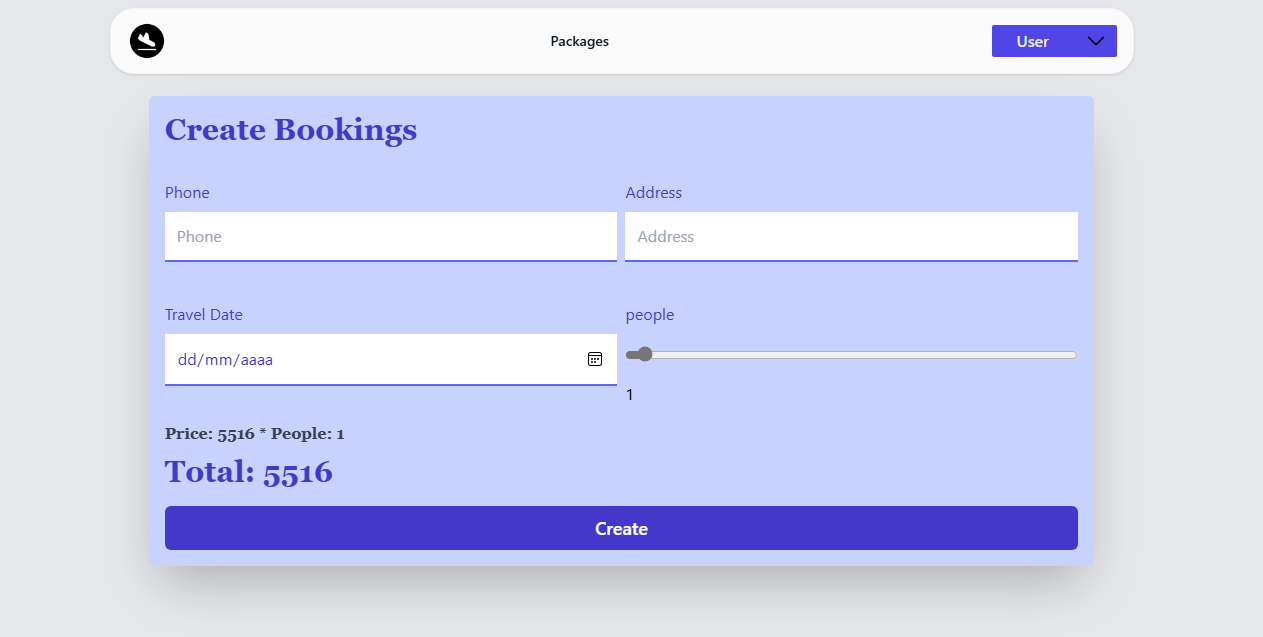 Packages
User
Create Bookings
Phone
Address
Phone
Address
Travel Date
people
dd/mm/aaaa
1
Price: 5516 * People: 1
Total: 5516
Create